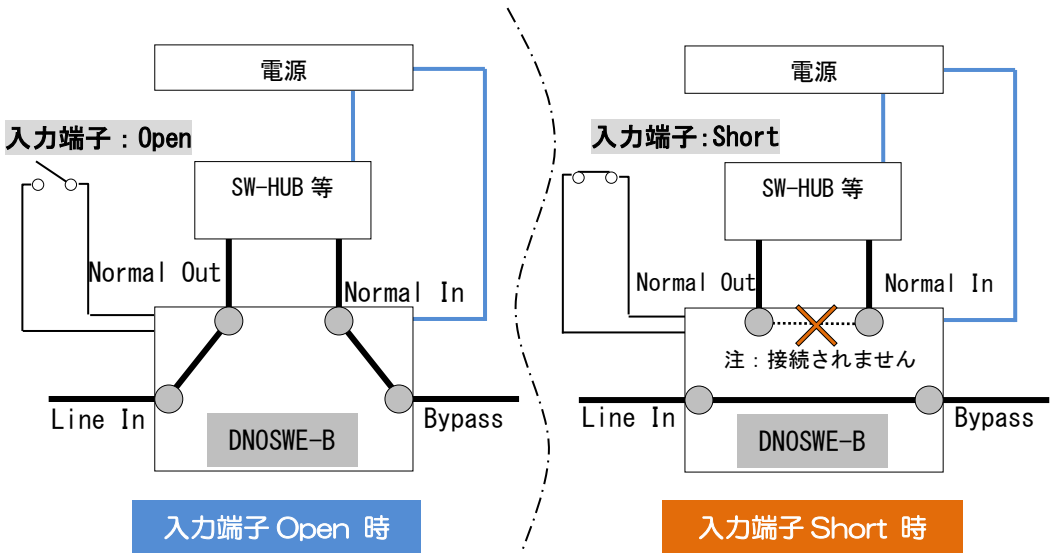 電源
入力端子：Open
SW-HUB 等
Normal Out
Normal In
Line In
Bypass
DNOSWE-B
入力端子 Open 時
電源
入力端子：Short
SW-HUB 等
Normal Out
Normal In
注：接続されません
Line In
Bypass
DNOSWE-B
入力端子 Short 時